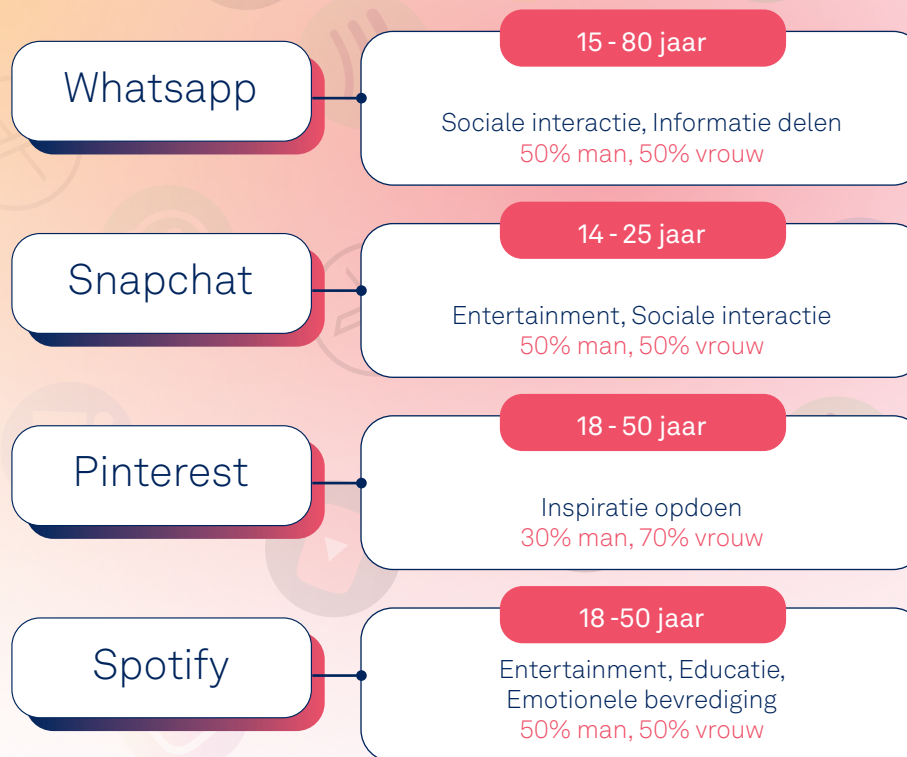 Whatsapp
15 - 80 jaar
Sociale interactie, Informatie delen
50% man, 50% vrouw
Snapchat
14 - 25 jaar
Entertainment, Sociale interactie
50% man, 50% vrouw
Pinterest
18 - 50 jaar
Inspiratie opdoen
30% man, 70% vrouw
Spotify
18 -50 jaar
Entertainment, Educatie,
Emotionele bevrediging
50% man, 50% vrouw